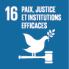 16 PAIX, JUSTICE
ET INSTITUTIONS
EFFICACES